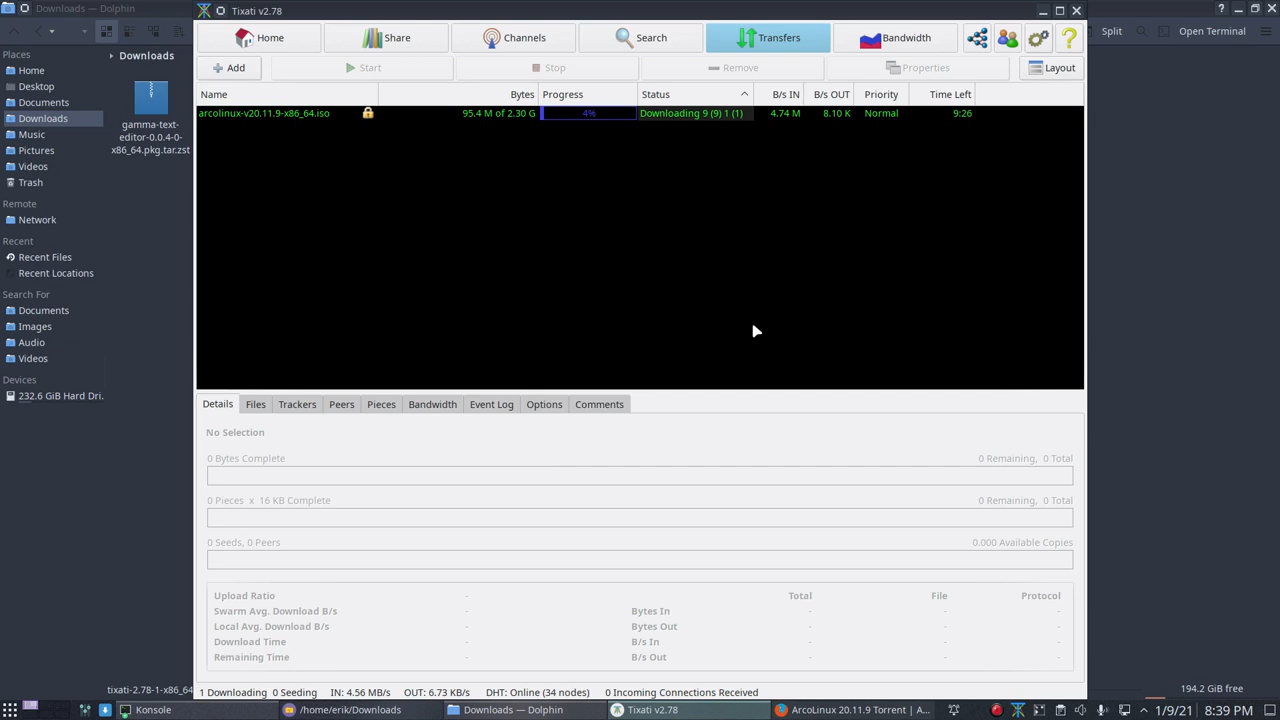 Downloads — Dolphin
Split
Open Terminal
Places
Home
Desktop
Documents
Downloads
Music
Pictures
Videos
Trash
Remote
Network
Recent
Recent Files
Recent Locations
Search For
Documents
Images
Audio
Videos
Devices
232.6 GiB Hard Dri.
Downloads
gamma-text-
editor-0.0.4-0-
x86_64.pkg.tar.zst
tixati-2.78-1-x86_64
194.2 GiB free
Tixati v2.78
Home
Share
Channels
Search
Transfers
Bandwidth
?
Add
Start
Stop
Remove
Properties
Layout
Name Bytes Progress Status B/s IN B/s OUT Priority Time Left
arcolinux-v20.11.9-x86_64.iso 95.4 M of 2.30 G 4% Downloading 9 (9) 1 (1) 4.74 M 8.10 K Normal 9:26
Details Files Trackers Peers Pieces Bandwidth Event Log Options Comments
No Selection
0 Bytes Complete 0 Remaining, 0 Total
0 Pieces x 16 KB Complete 0 Remaining, 0 Total
0 Seeds, 0 Peers 0.000 Available Copies
Upload Ratio - Total File Protocol
Swarm Avg. Download B/s - Bytes In - - -
Local Avg. Download B/s - Bytes Out - - -
Download Time - B/s In - - -
Remaining Time - B/s Out - - -
1 Downloading 0 Seeding IN: 4.56 MB/s OUT: 6.73 KB/s DHT: Online (34 nodes) 0 Incoming Connections Received
Konsole
/home/erik/Downloads
Downloads — Dolphin
Tixati v2.78
ArcoLinux 20.11.9 Torrent | A...
1/9/21 8:39 PM